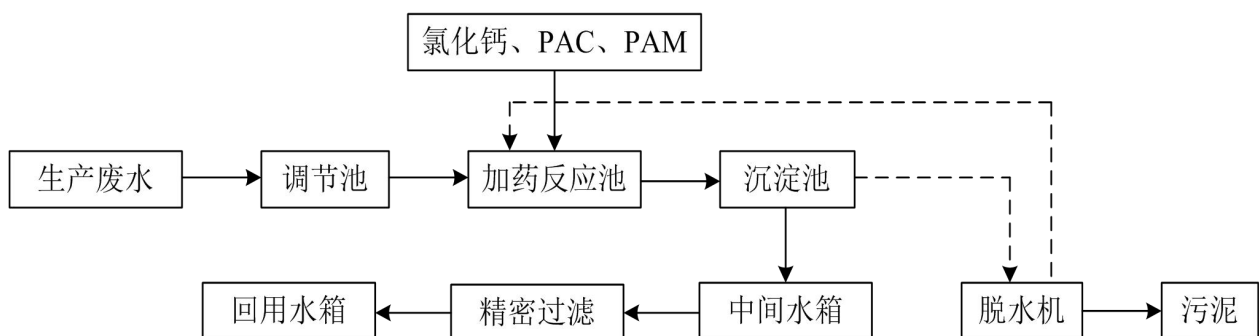 氯化钙、PAC、PAM
生产废水
调节池
加药反应池
沉淀池
回用水箱
精密过滤
中间水箱
脱水机
污泥